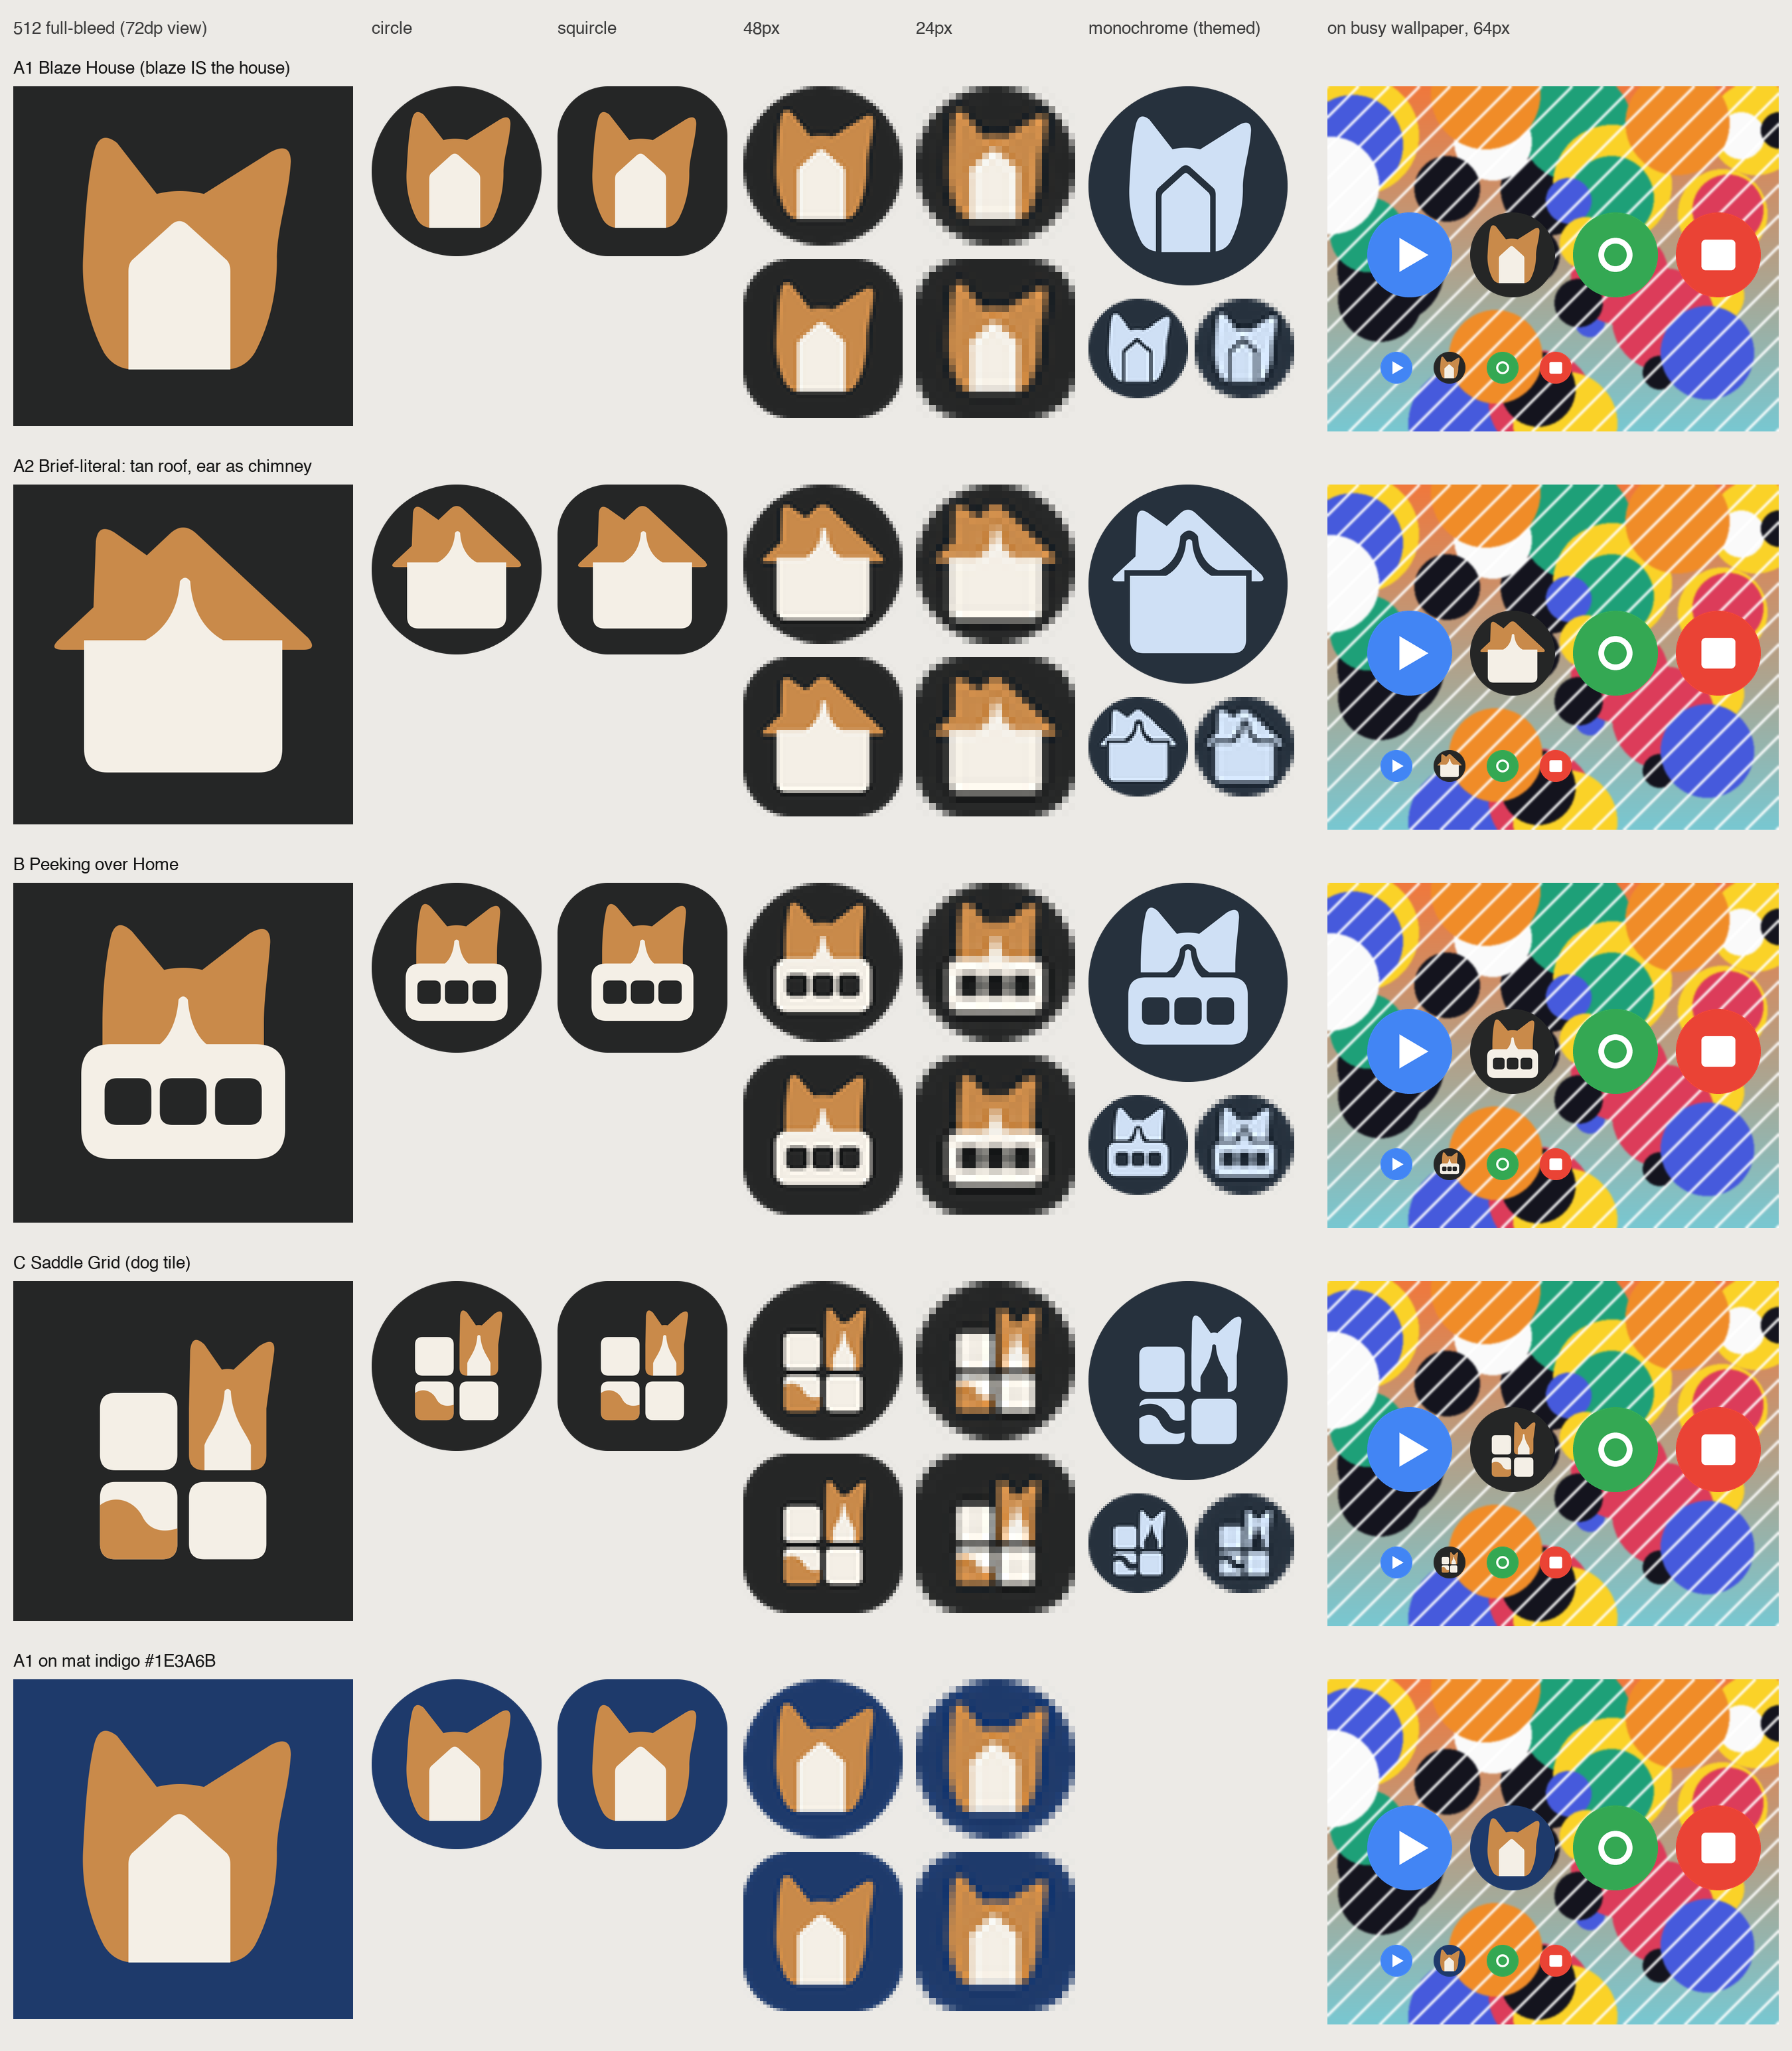 512 full-bleed (72dp view) circle squircle 48px 24px monochrome (themed) on busy wallpaper, 64px
A1 Blaze House (blaze IS the house)
A2 Brief-literal: tan roof, ear as chimney
B Peeking over Home
C Saddle Grid (dog tile)
A1 on mat indigo #1E3A6B